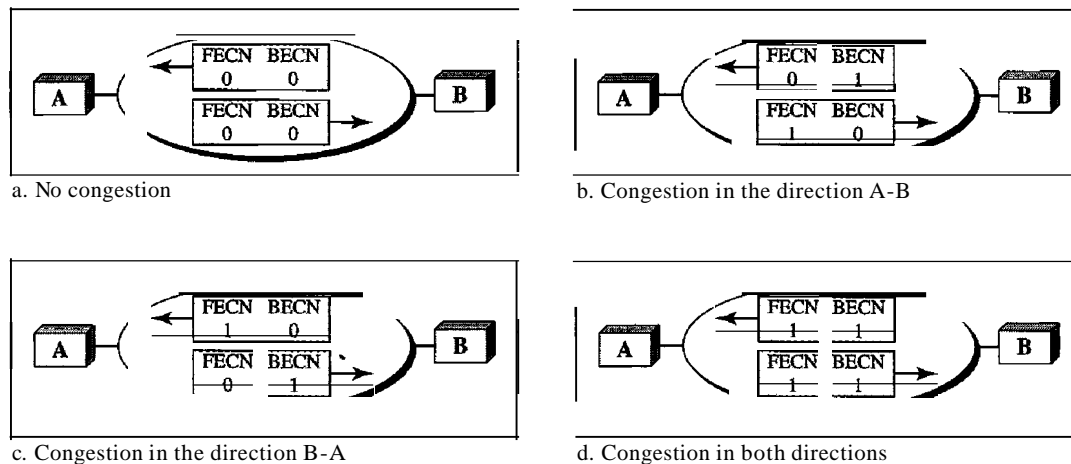 FECN BECN
0 0
A
B
FECN BECN
0 0
a. No congestion
FECN BECN
0 1
A
B
FECN BECN
1 0
b. Congestion in the direction A-B
FECN BECN
1 0
A
B
FECN BECN
0 1
c. Congestion in the direction B-A
FECN BECN
1 1
A
B
FECN BECN
1 1
d. Congestion in both directions